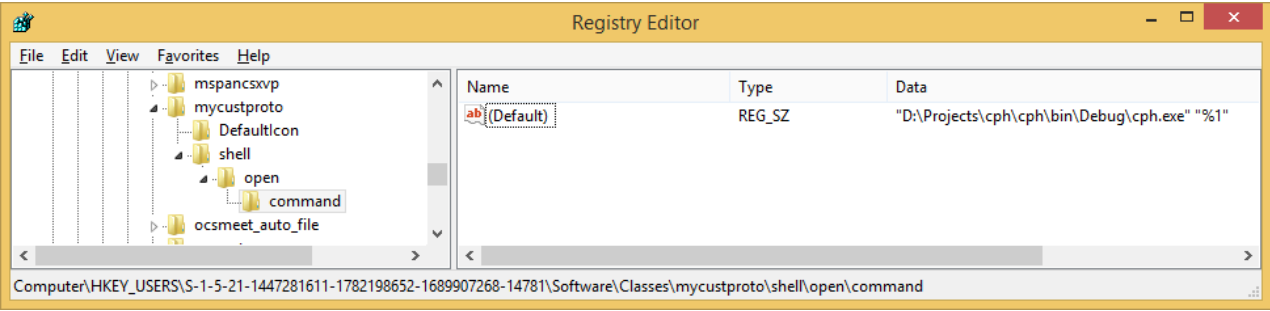 Registry Editor
File Edit View Favorites Help
mspancsxvp
mycustproto
DefaultIcon
shell
open
command
ocsmeet_auto_file
Name Type Data
ab (Default) REG_SZ "D:\Projects\cph\cph\bin\Debug\cph.exe" "%1"
Computer\HKEY_USERS\S-1-5-21-1447281611-1782198652-1689907268-14781\Software\Classes\mycustproto\shell\open\command